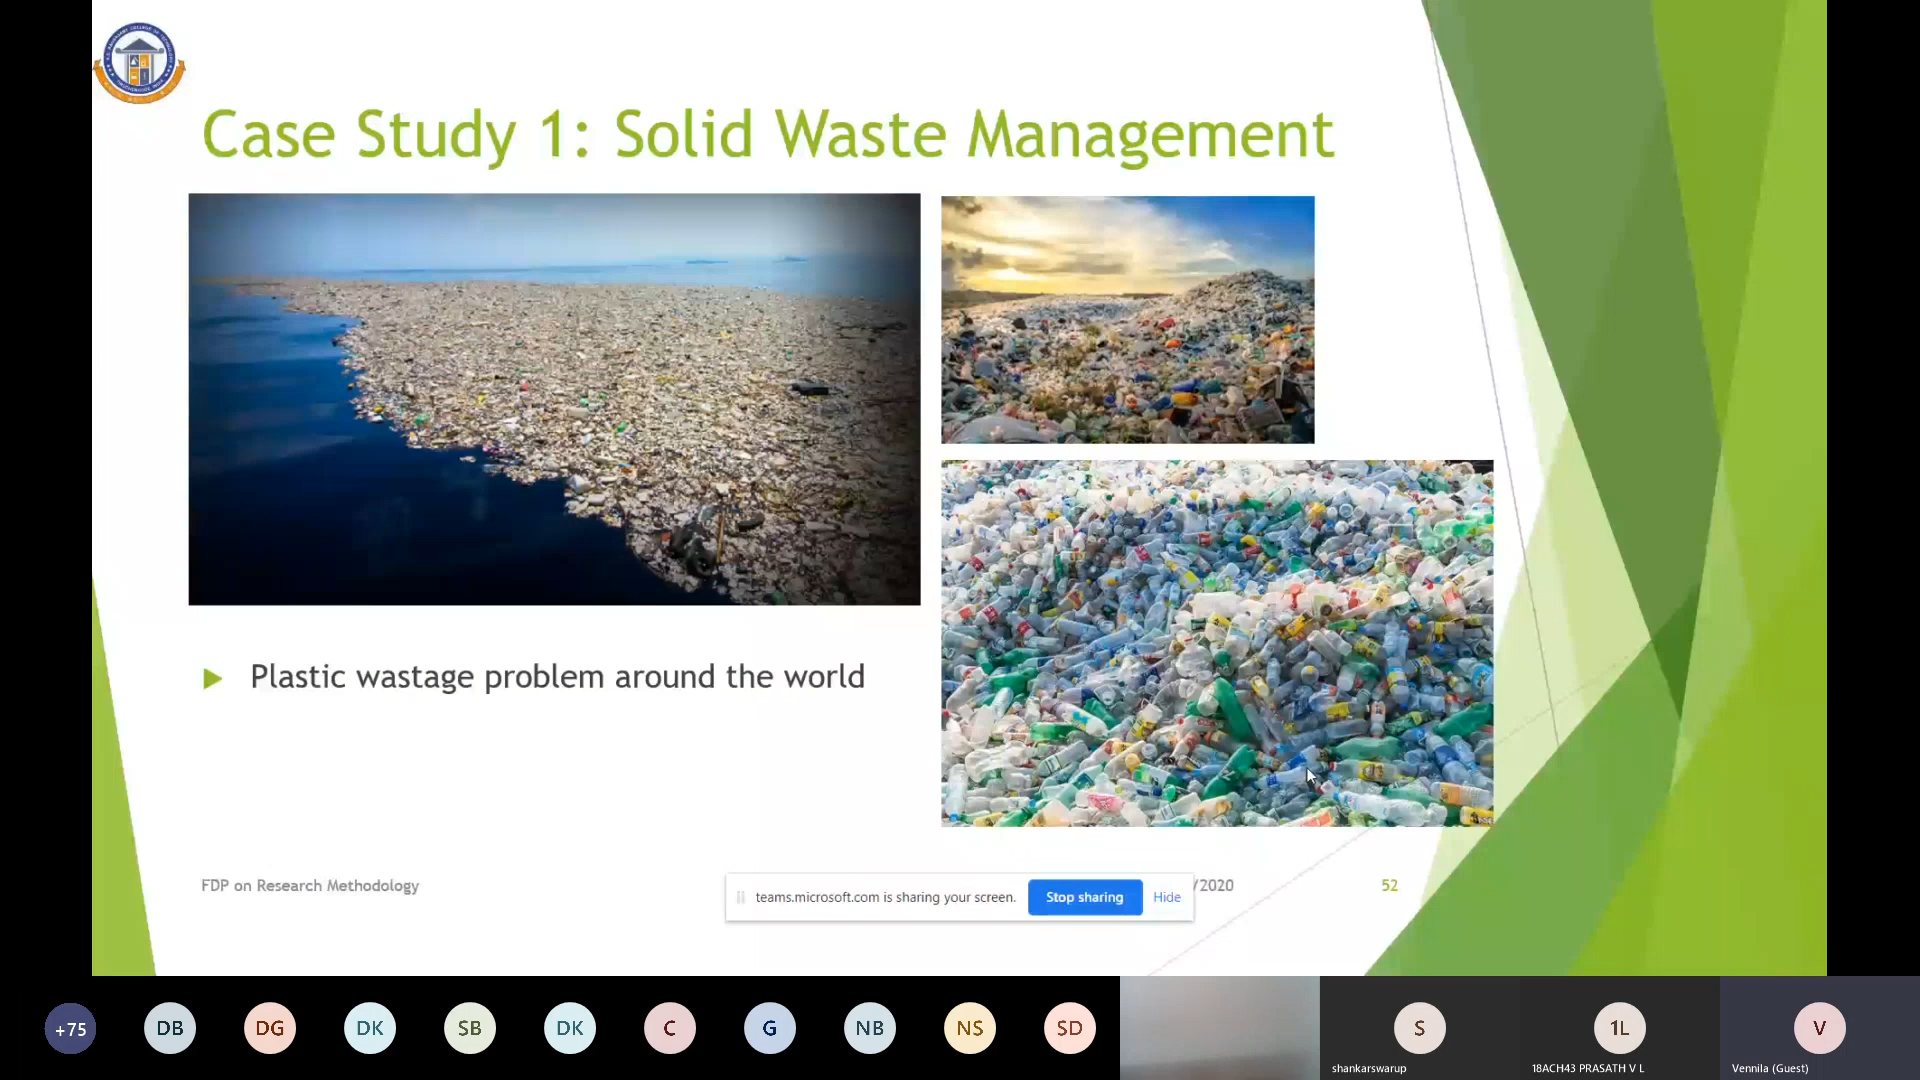 Case Study 1: Solid Waste Management
Plastic wastage problem around the world
FDP on Research Methodology
teams.microsoft.com is sharing your screen.
Stop sharing
Hide
/2020
52
+75
DB
DG
DK
SB
DK
C
G
NB
NS
SD
S
shankarswarup
1L
18ACH43 PRASATH V L
V
Vennila (Guest)